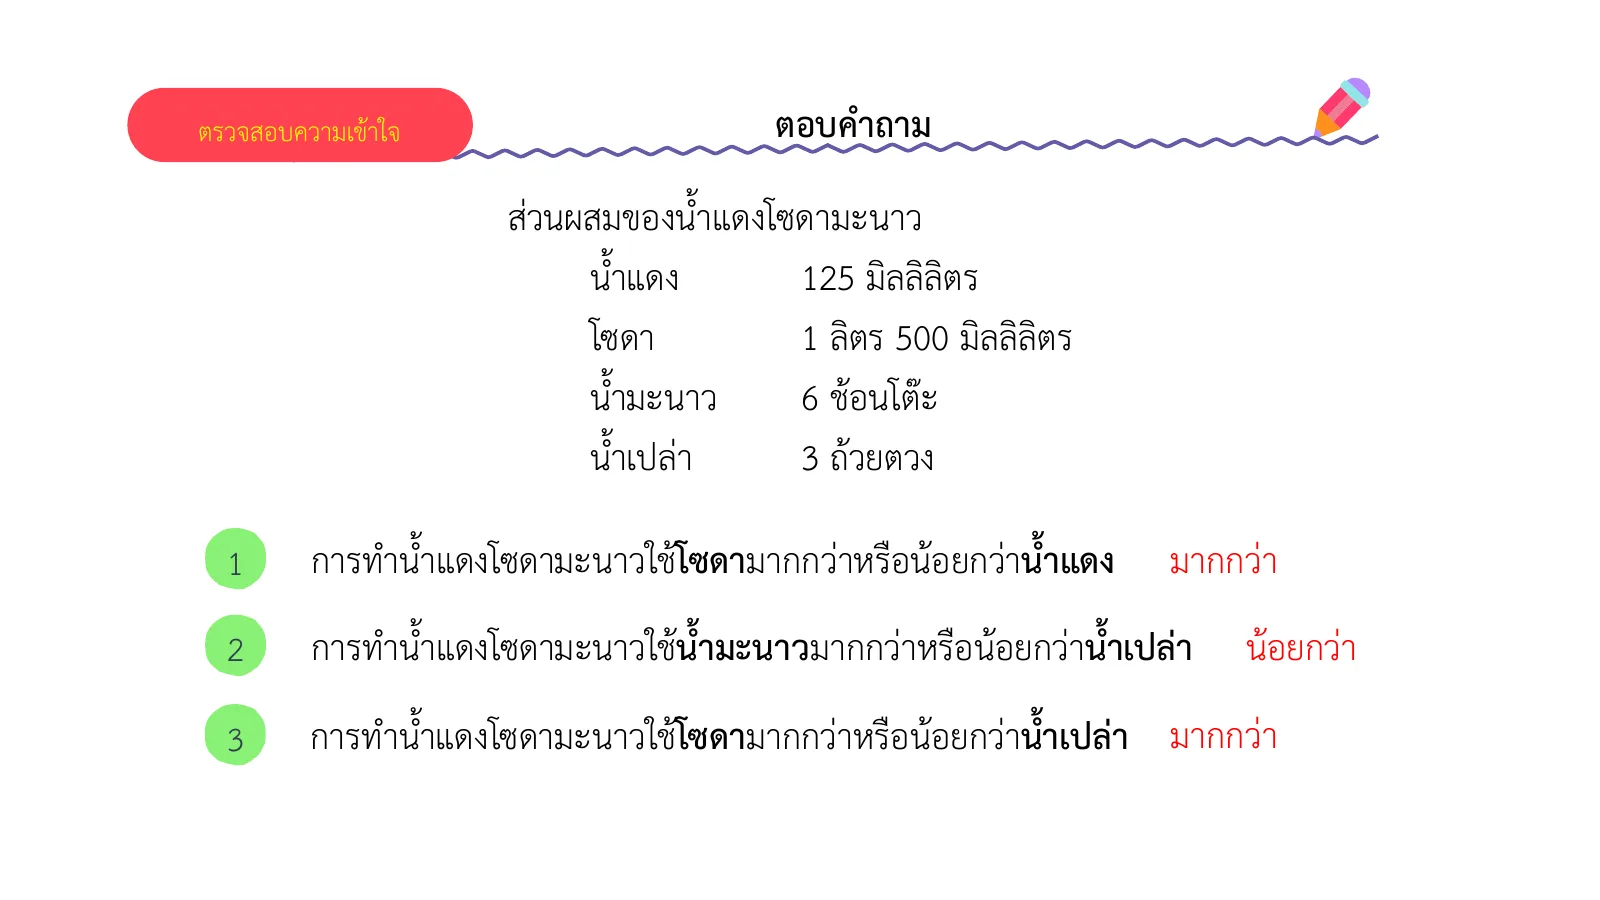 ตรวจสอบความเข้าใจ
ตอบคำถาม
ส่วนผสมของน้ำแดงโซดามะนาว
น้ำแดง 125 มิลลิลิตร
โซดา 1 ลิตร 500 มิลลิลิตร
น้ำมะนาว 6 ช้อนโต๊ะ
น้ำเปล่า 3 ถ้วยตวง
1 การทำน้ำแดงโซดามะนาวใช้โซดามากกว่าหรือน้อยกว่าน้ำแดง มากกว่า
2 การทำน้ำแดงโซดามะนาวใช้น้ำมะนาวมากกว่าหรือน้อยกว่าน้ำเปล่า น้อยกว่า
3 การทำน้ำแดงโซดามะนาวใช้โซดามากกว่าหรือน้อยกว่าน้ำเปล่า มากกว่า